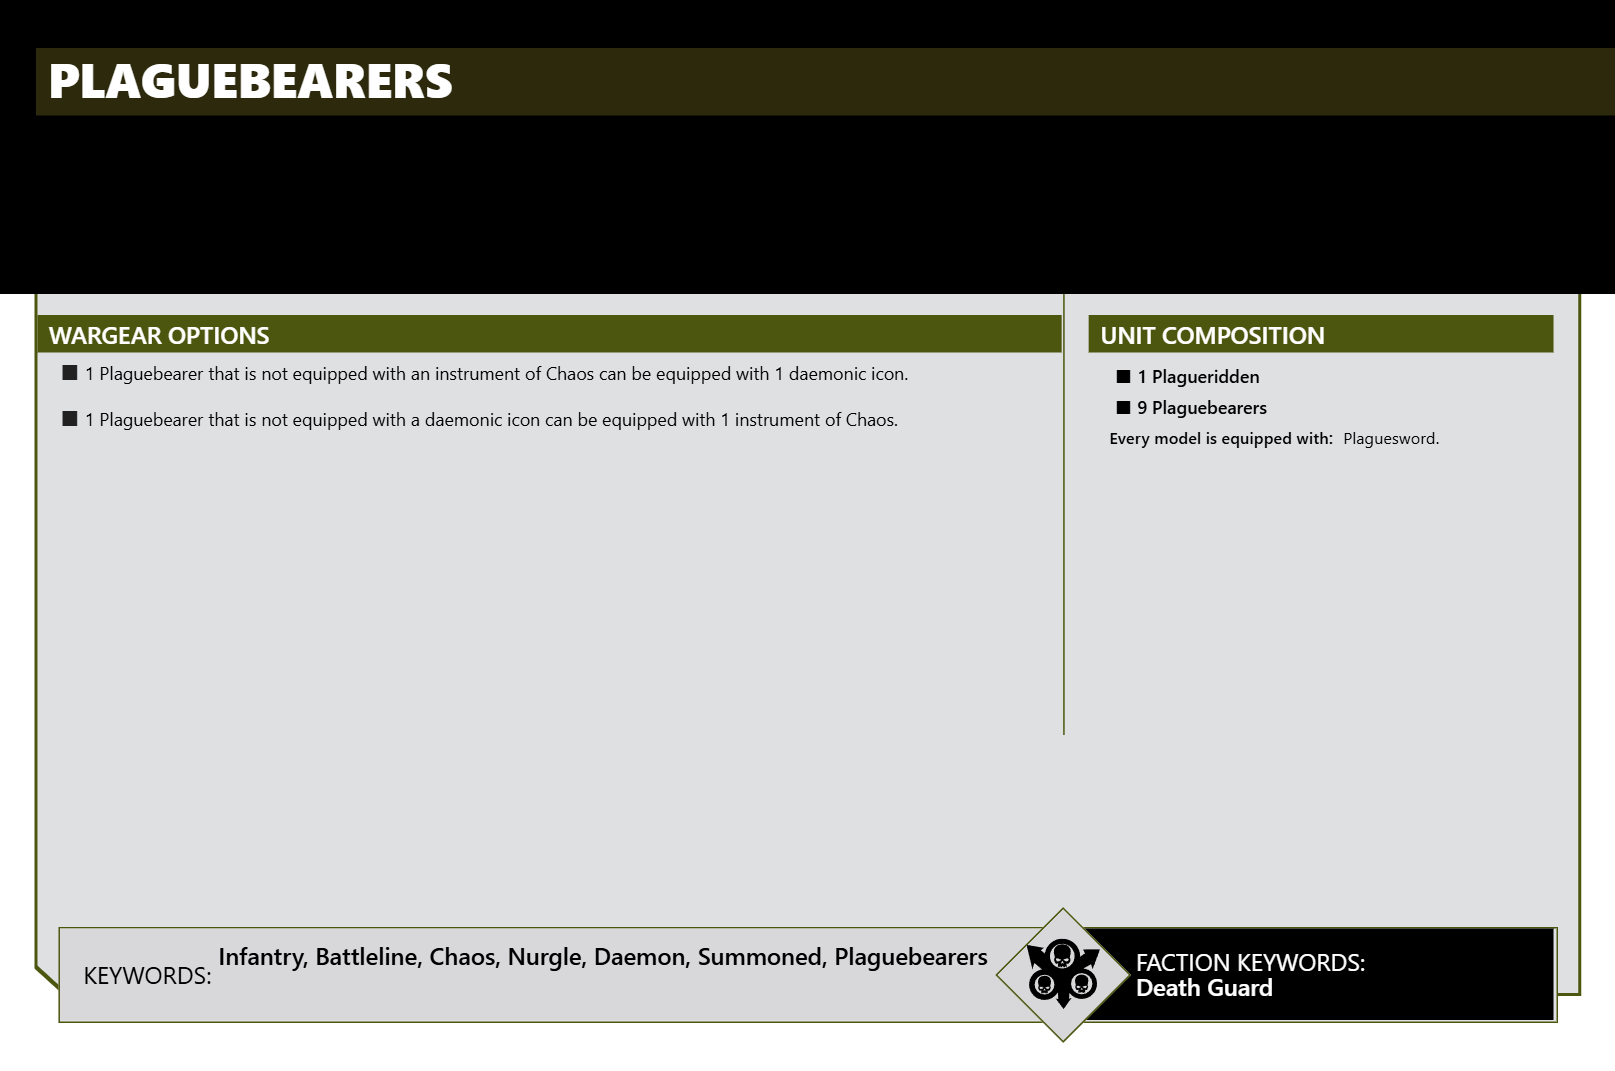 PLAGUEBEARERS
WARGEAR OPTIONS
■ 1 Plaguebearer that is not equipped with an instrument of Chaos can be equipped with 1 daemonic icon.
■ 1 Plaguebearer that is not equipped with a daemonic icon can be equipped with 1 instrument of Chaos.
UNIT COMPOSITION
■ 1 Plagueridden
■ 9 Plaguebearers
Every model is equipped with: Plaguesword.
KEYWORDS: Infantry, Battleline, Chaos, Nurgle, Daemon, Summoned, Plaguebearers
FACTION KEYWORDS:
Death Guard